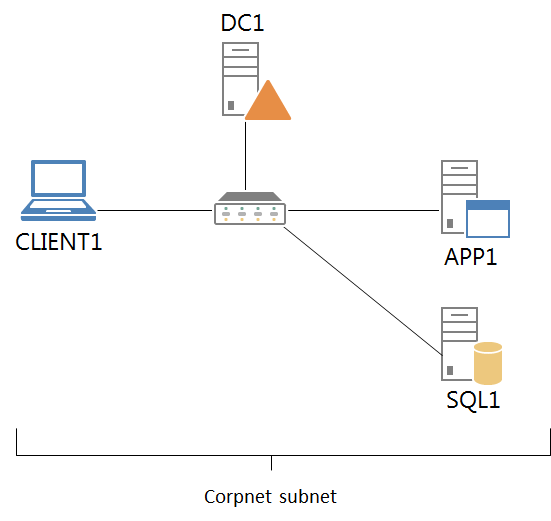 DC1
CLIENT1
APP1
SQL1
Corpnet subnet